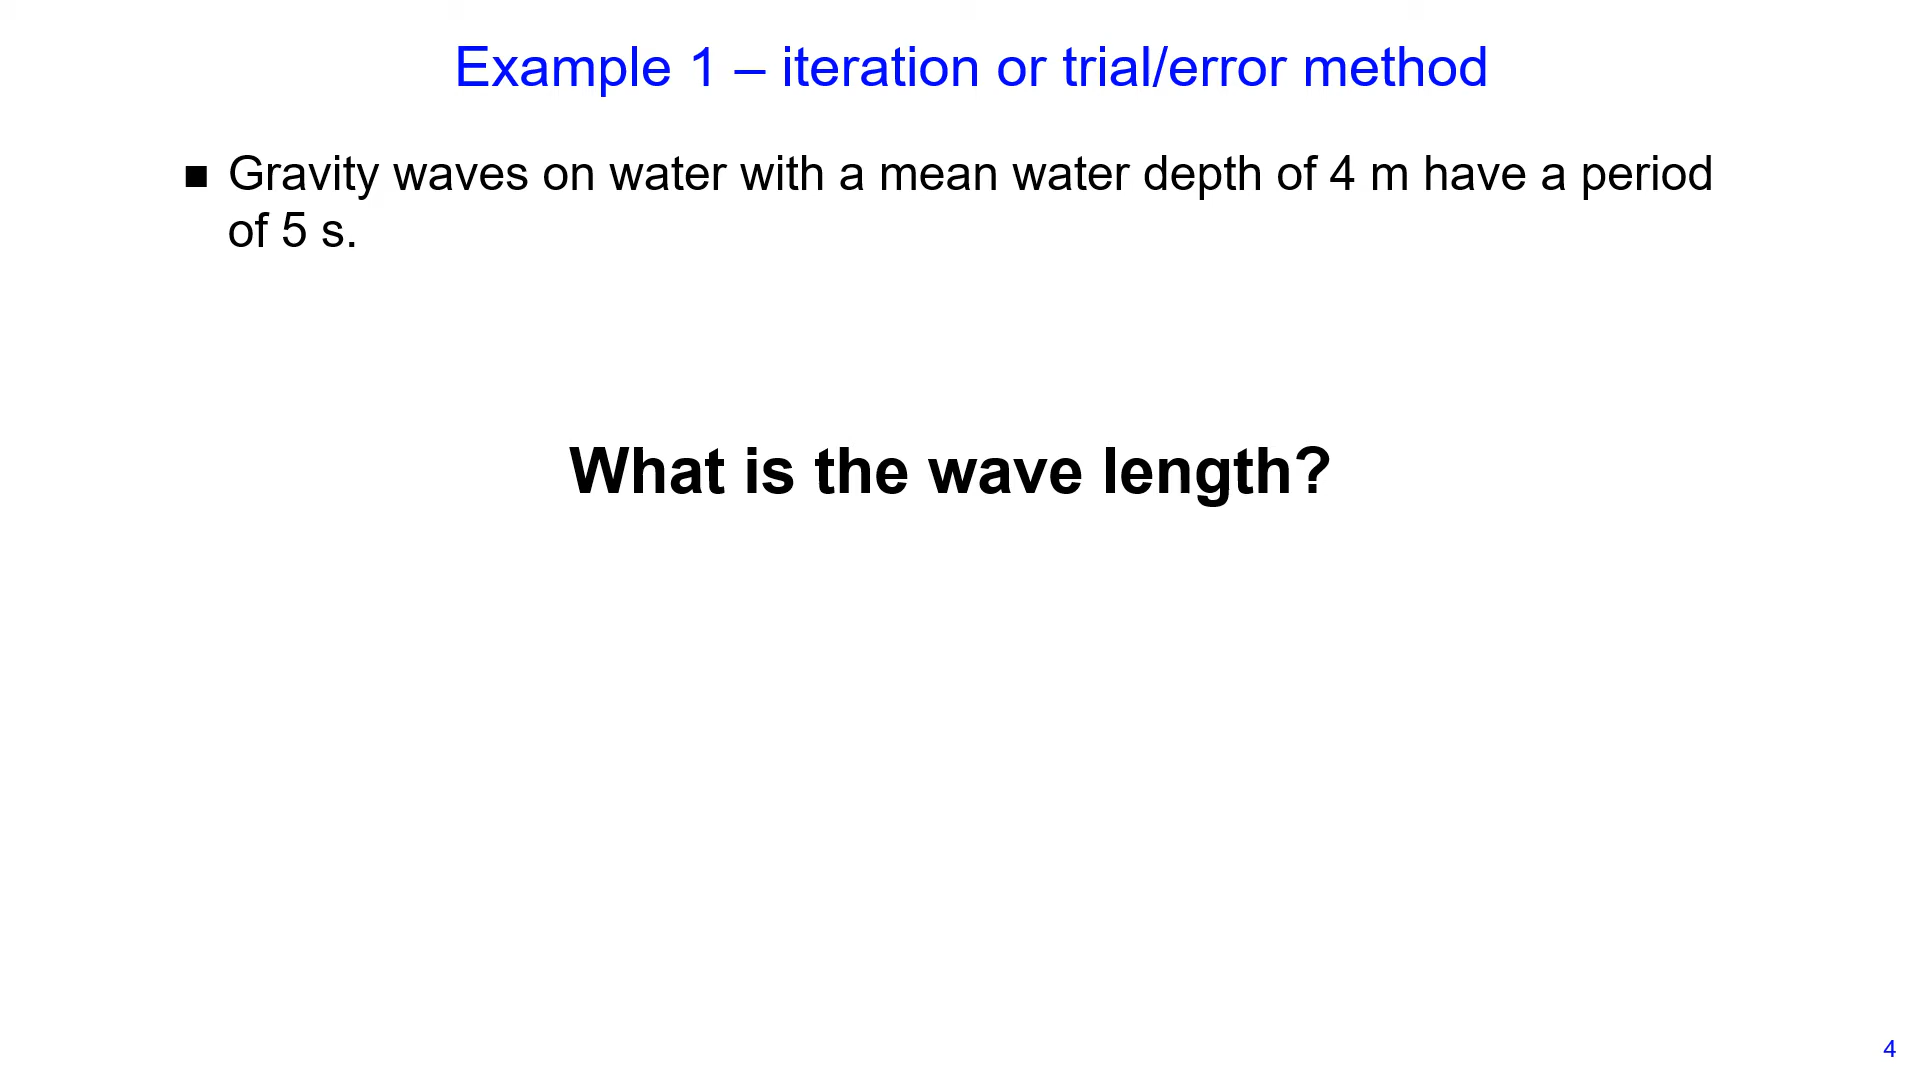 Example 1 – iteration or trial/error method
■ Gravity waves on water with a mean water depth of 4 m have a period
of 5 s.
What is the wave length?
4